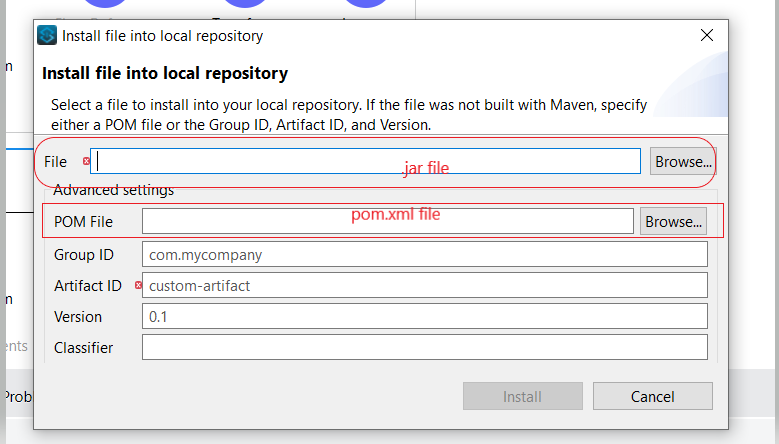 Install file into local repository
Install file into local repository
Select a file to install into your local repository. If the file was not built with Maven, specify
either a POM file or the Group ID, Artifact ID, and Version.
File
.jar file
Browse...
Advanced settings
POM File
pom.xml file
Browse...
Group ID
com.mycompany
Artifact ID
custom-artifact
Version
0.1
Classifier
ents
Prob
Install
Cancel